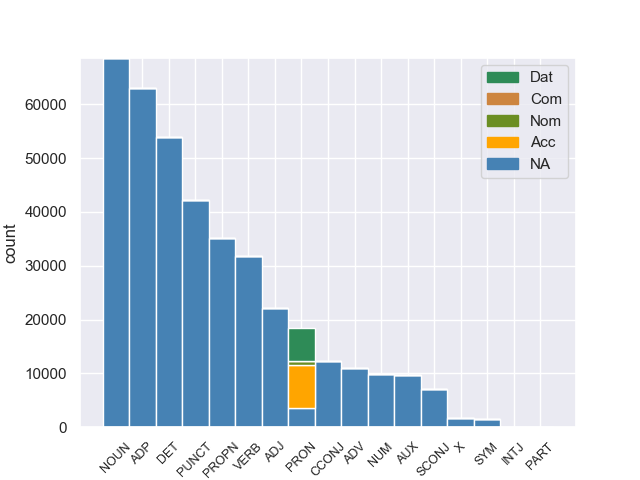 Dat
Com
Nom
Acc
NA
60000
50000
40000
30000
20000
10000
0
count
NOUN
ADP
DET
PUNCT
PROPN
VERB
ADJ
PRON
CCONJ
ADV
NUM
AUX
SCONJ
X
SYM
INTJ
PART